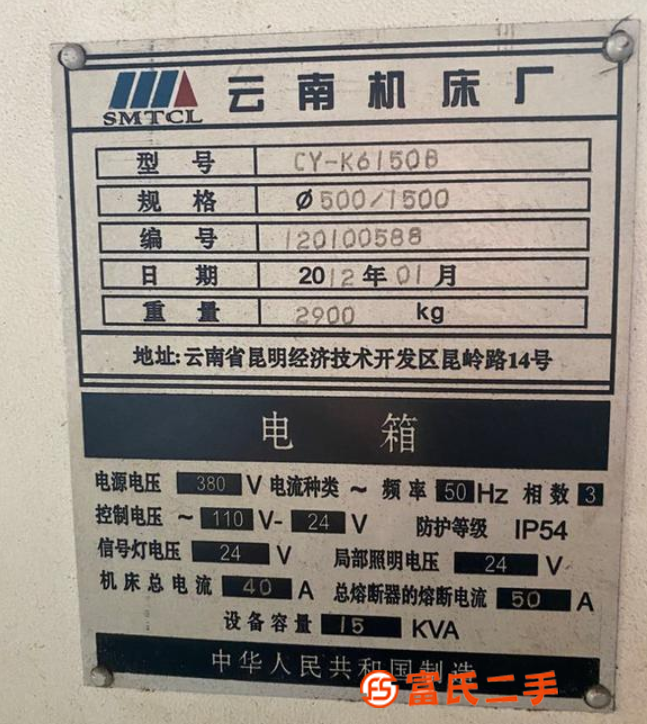 SMTCL 云南机床厂
型号 CY-K6150B
规格 Ø500/1500
编号 120100588
日期 2012年01月
重量 2900 kg
地址:云南省昆明经济技术开发区昆岭路14号
电箱
电源电压 380 V 电流种类 ~ 频率 50 Hz 相数 3
控制电压 ~ 110 V- 24 V 防护等级 IP54
信号灯电压 24 V 局部照明电压 24 V
机床总电流 40 A 总熔断器的熔断电流 50 A
设备容量 15 KVA
中华人民共和国制造
FS 富氏二手